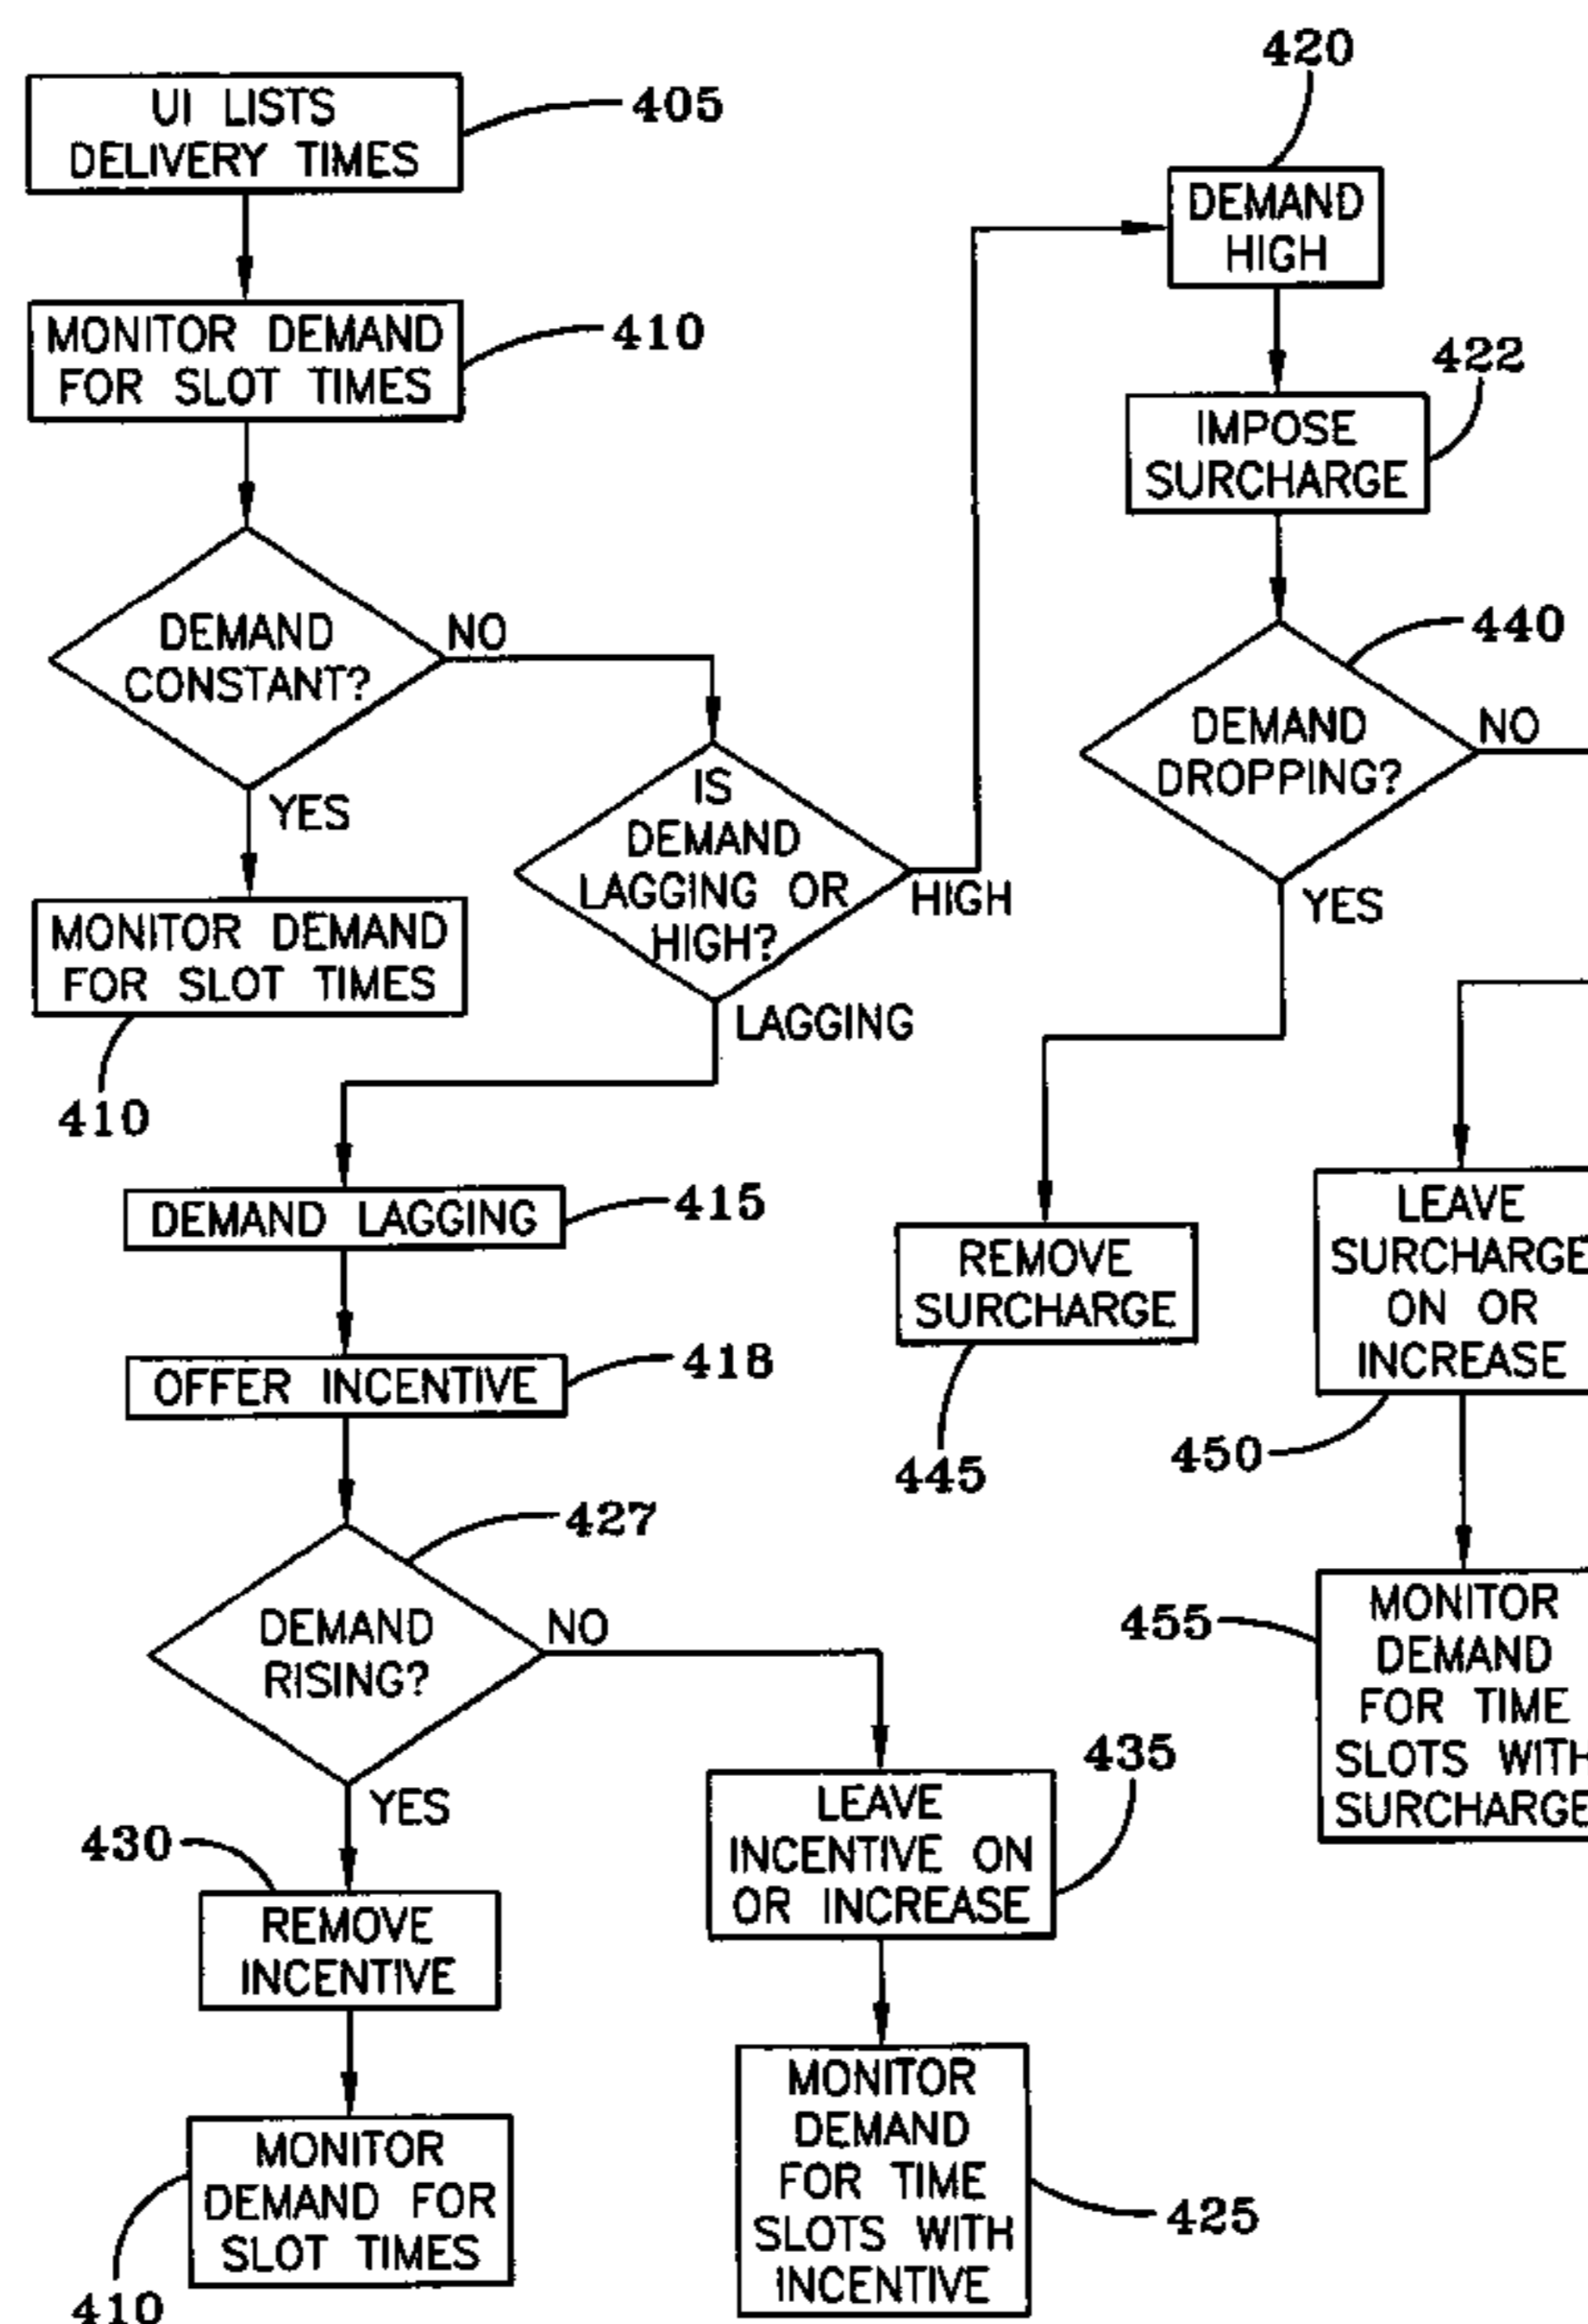 UI LISTS
DELIVERY TIMES
405
MONITOR DEMAND
FOR SLOT TIMES
410
DEMAND
CONSTANT?
NO
YES
MONITOR DEMAND
FOR SLOT TIMES
410
IS
DEMAND
LAGGING OR
HIGH?
HIGH
LAGGING
DEMAND LAGGING
415
OFFER INCENTIVE
418
427
DEMAND
RISING?
NO
YES
430
REMOVE
INCENTIVE
MONITOR
DEMAND FOR
SLOT TIMES
410
435
LEAVE
INCENTIVE ON
OR INCREASE
MONITOR
DEMAND
FOR TIME
SLOTS WITH
INCENTIVE
425
420
DEMAND
HIGH
422
IMPOSE
SURCHARGE
440
DEMAND
DROPPING?
NO
YES
REMOVE
SURCHARGE
445
LEAVE
SURCHARGE
ON OR
INCREASE
450
455
MONITOR
DEMAND
FOR TIME
SLOTS WITH
SURCHARGE